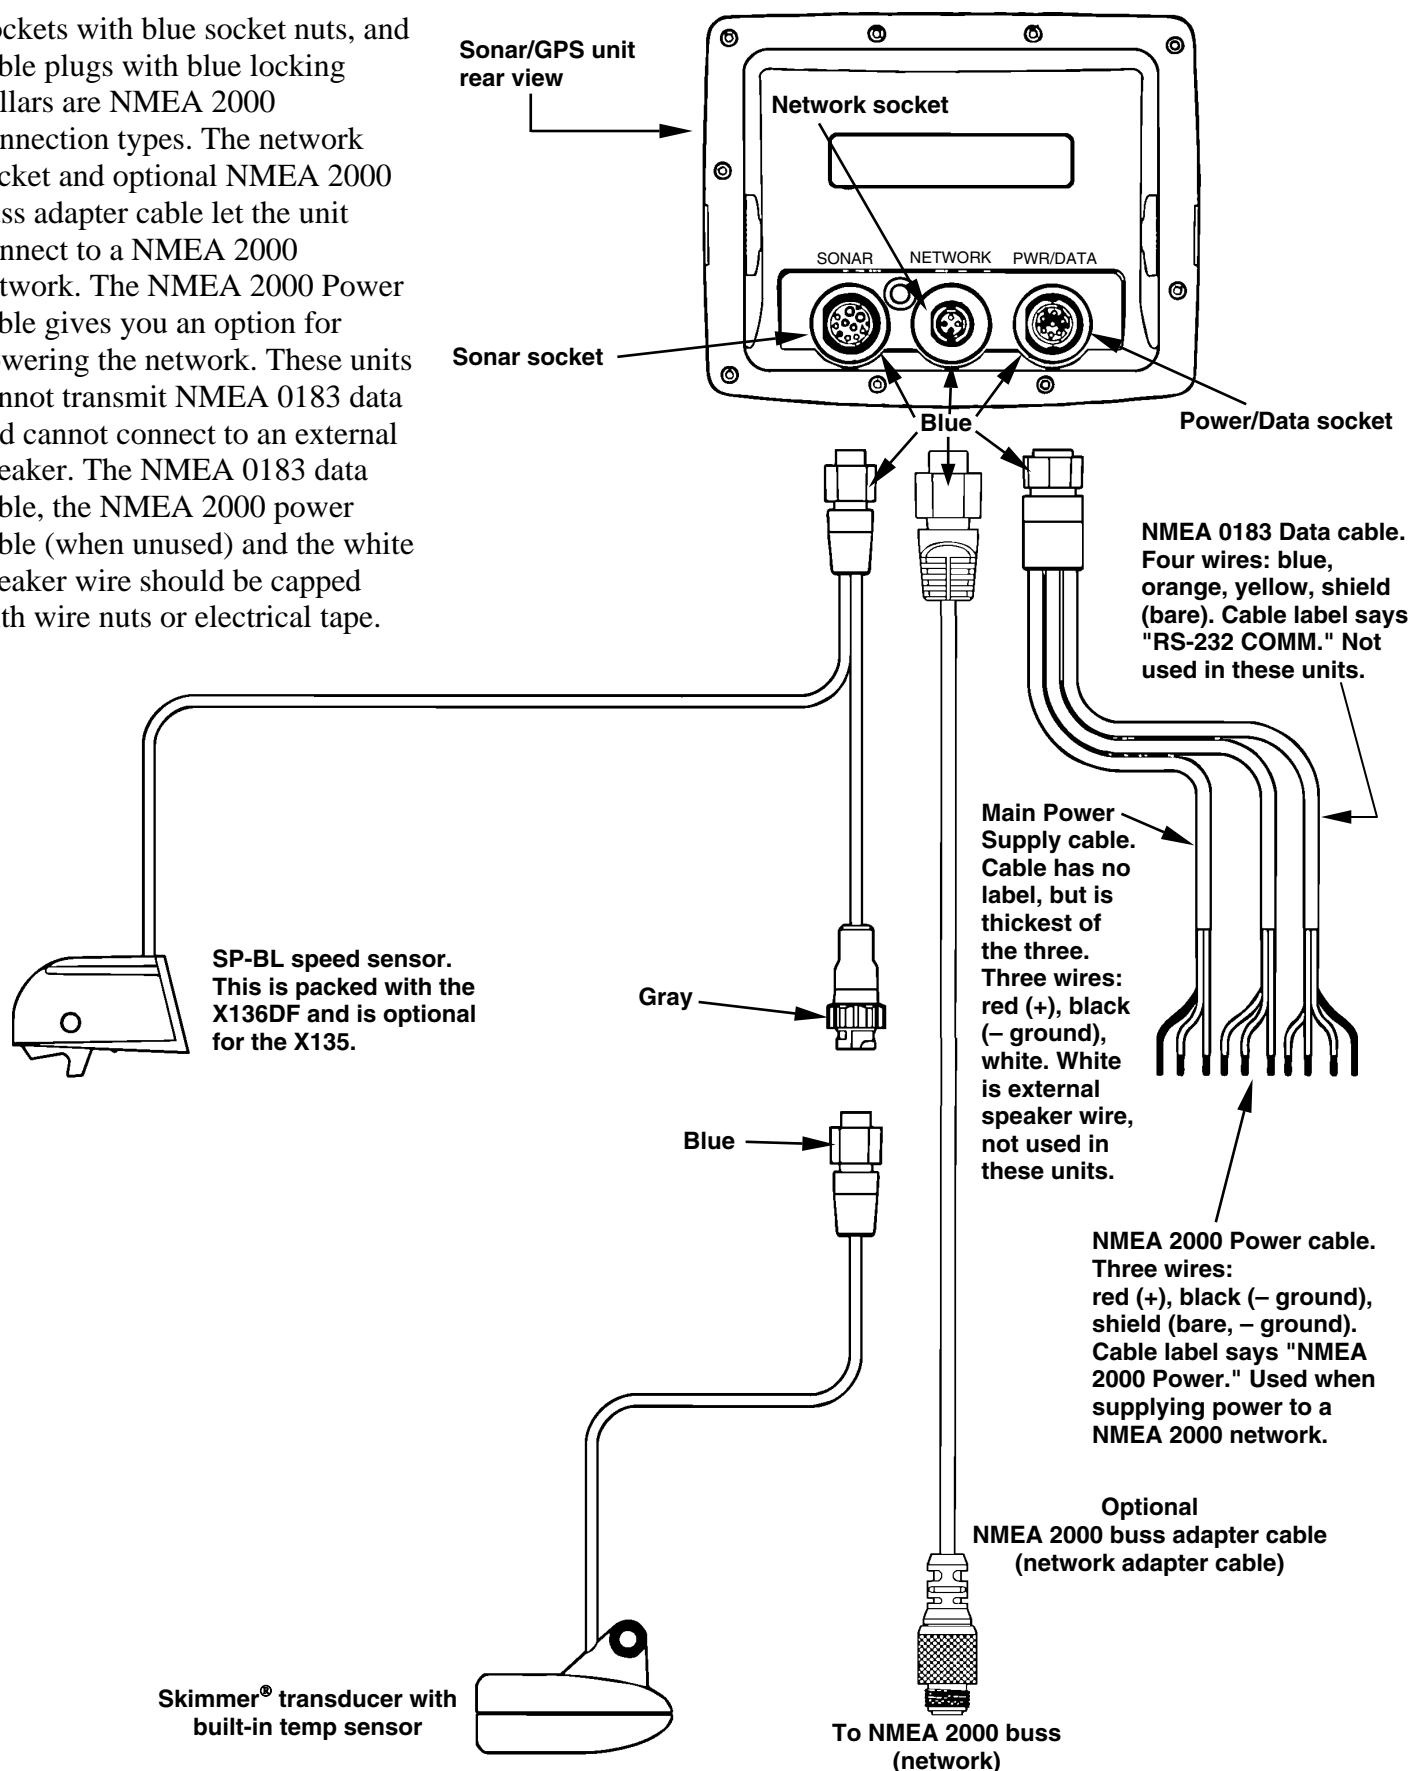 ockets with blue socket nuts, and
ble plugs with blue locking
llars are NMEA 2000
nnection types. The network
cket and optional NMEA 2000
ss adapter cable let the unit
nnect to a NMEA 2000
twork. The NMEA 2000 Power
ble gives you an option for
owering the network. These units
nnot transmit NMEA 0183 data
d cannot connect to an external
eaker. The NMEA 0183 data
ble, the NMEA 2000 power
ble (when unused) and the white
eaker wire should be capped
th wire nuts or electrical tape.
Sonar/GPS unit
rear view
Network socket
SONAR
NETWORK
PWR/DATA
Sonar socket
Blue
Power/Data socket
NMEA 0183 Data cable.
Four wires: blue,
orange, yellow, shield
(bare). Cable label says
"RS-232 COMM." Not
used in these units.
Main Power
Supply cable.
Cable has no
label, but is
thickest of
the three.
Three wires:
red (+), black
(– ground),
white. White
is external
speaker wire,
not used in
these units.
SP-BL speed sensor.
This is packed with the
X136DF and is optional
for the X135.
Gray
Blue
NMEA 2000 Power cable.
Three wires:
red (+), black (– ground),
shield (bare, – ground).
Cable label says "NMEA
2000 Power." Used when
supplying power to a
NMEA 2000 network.
Optional
NMEA 2000 buss adapter cable
(network adapter cable)
Skimmer® transducer with
built-in temp sensor
To NMEA 2000 buss
(network)